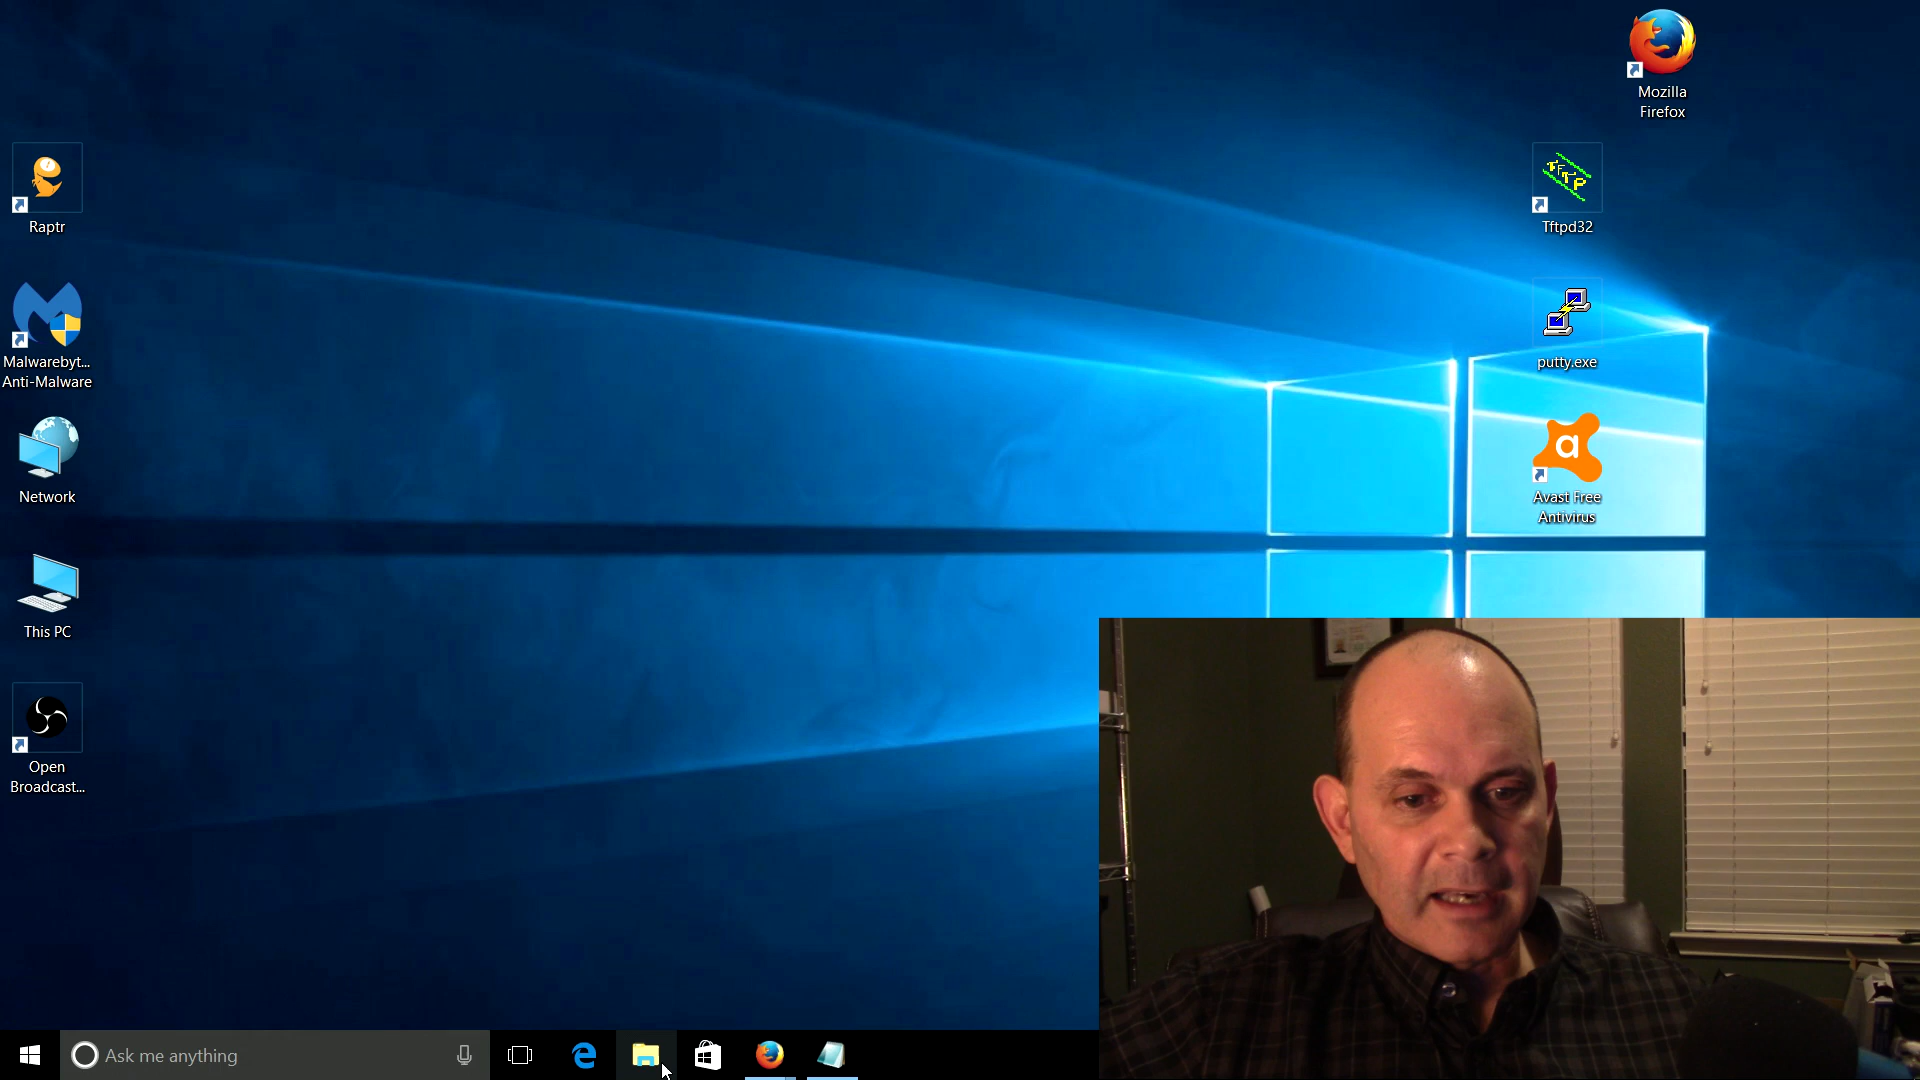 Mozilla
Firefox
Raptr
Tftpd32
Malwarebyt...
Anti-Malware
putty.exe
Network
Avast Free
Antivirus
This PC
Open
Broadcast...
Ask me anything